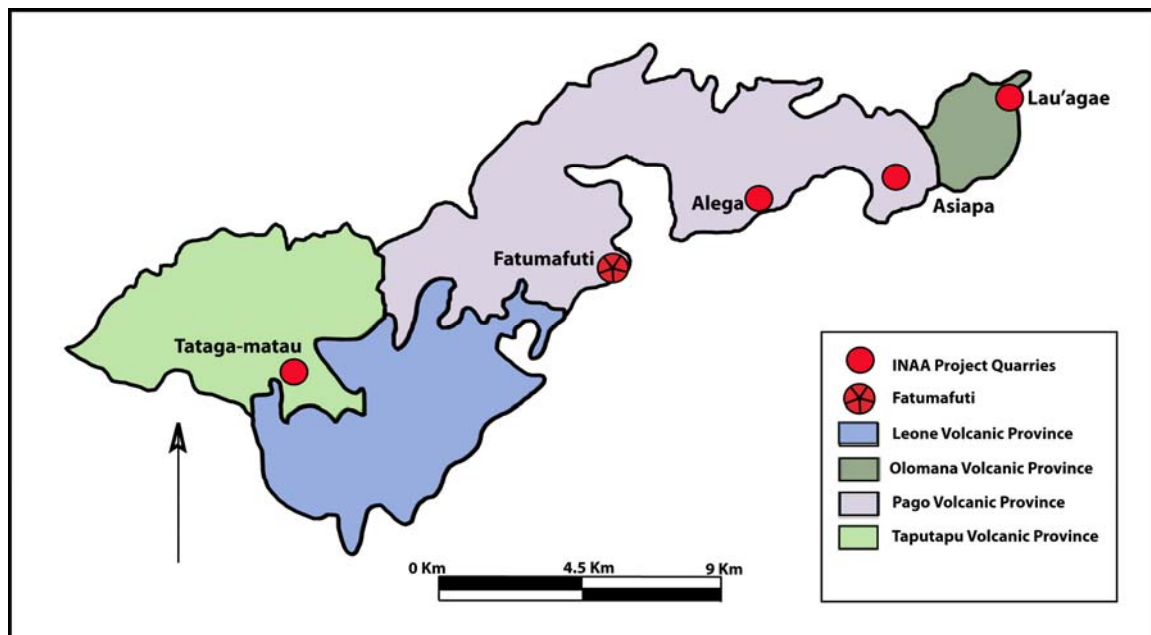 Lau'agae
Alega
Asiapa
Fatumafuti
Tataga-matau
INAA Project Quarries
Fatumafuti
Leone Volcanic Province
Olomana Volcanic Province
Pago Volcanic Province
Taputapu Volcanic Province
0 Km 4.5 Km 9 Km